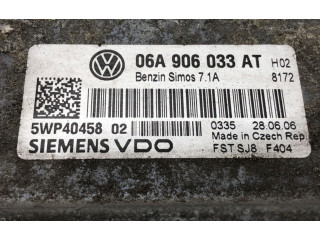 06A 906 033 AT H02
Benzin Simos 7.1A 8172
5WP40458 02 0335 28.06.06
Made in Czech Rep.
SIEMENS VDO FST SJ8 F404